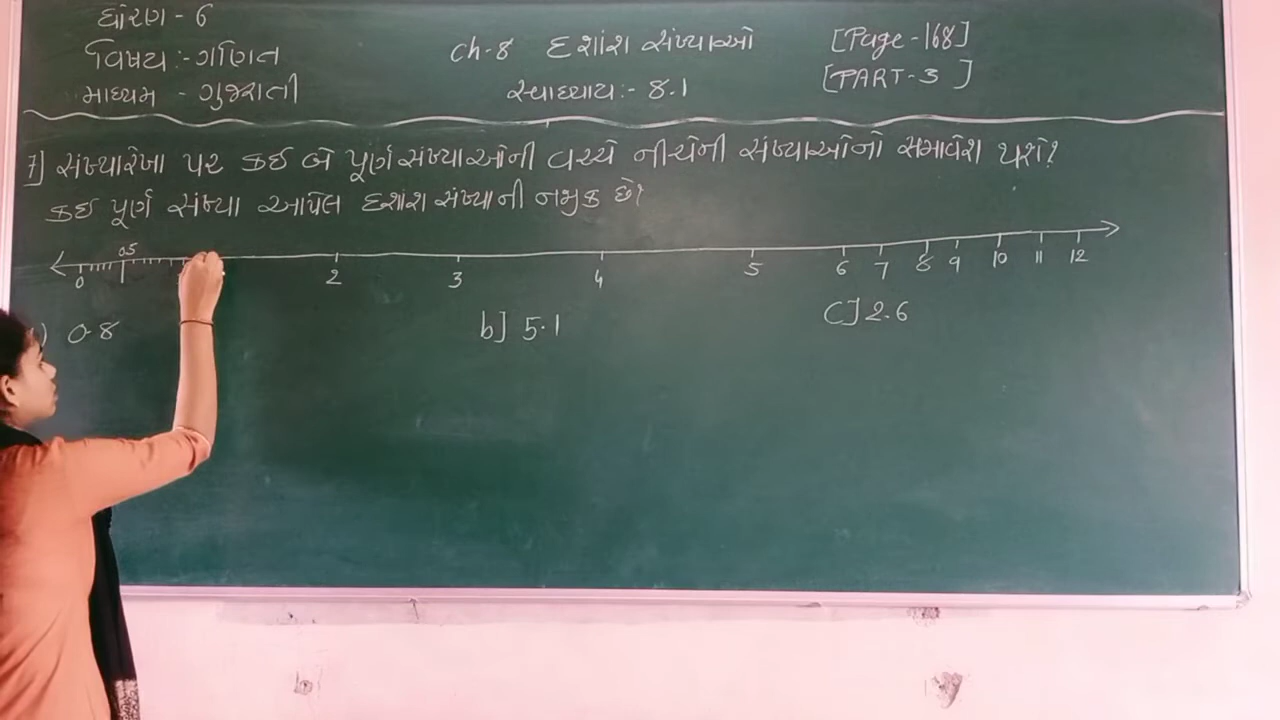 ધોરણ - 6
વિષય :- ગણિત
માધ્યમ - ગુજરાતી
Ch-8 દશાંશ સંખ્યાઓ
સ્વાધ્યાય :- 8.1
[Page-168]
[PART-3]
7] સંખ્યારેખા પર કઈ બે પૂર્ણ સંખ્યાઓની વચ્ચે નીચેની સંખ્યાઓનો સમાવેશ થશે?
કઈ પૂર્ણ સંખ્યા આપેલ દશાંશ સંખ્યાની નજીક છે?
0.5
0 2 3 4 5 6 7 8 9 10 11 12
) 0.8 b] 5.1 C] 2.6